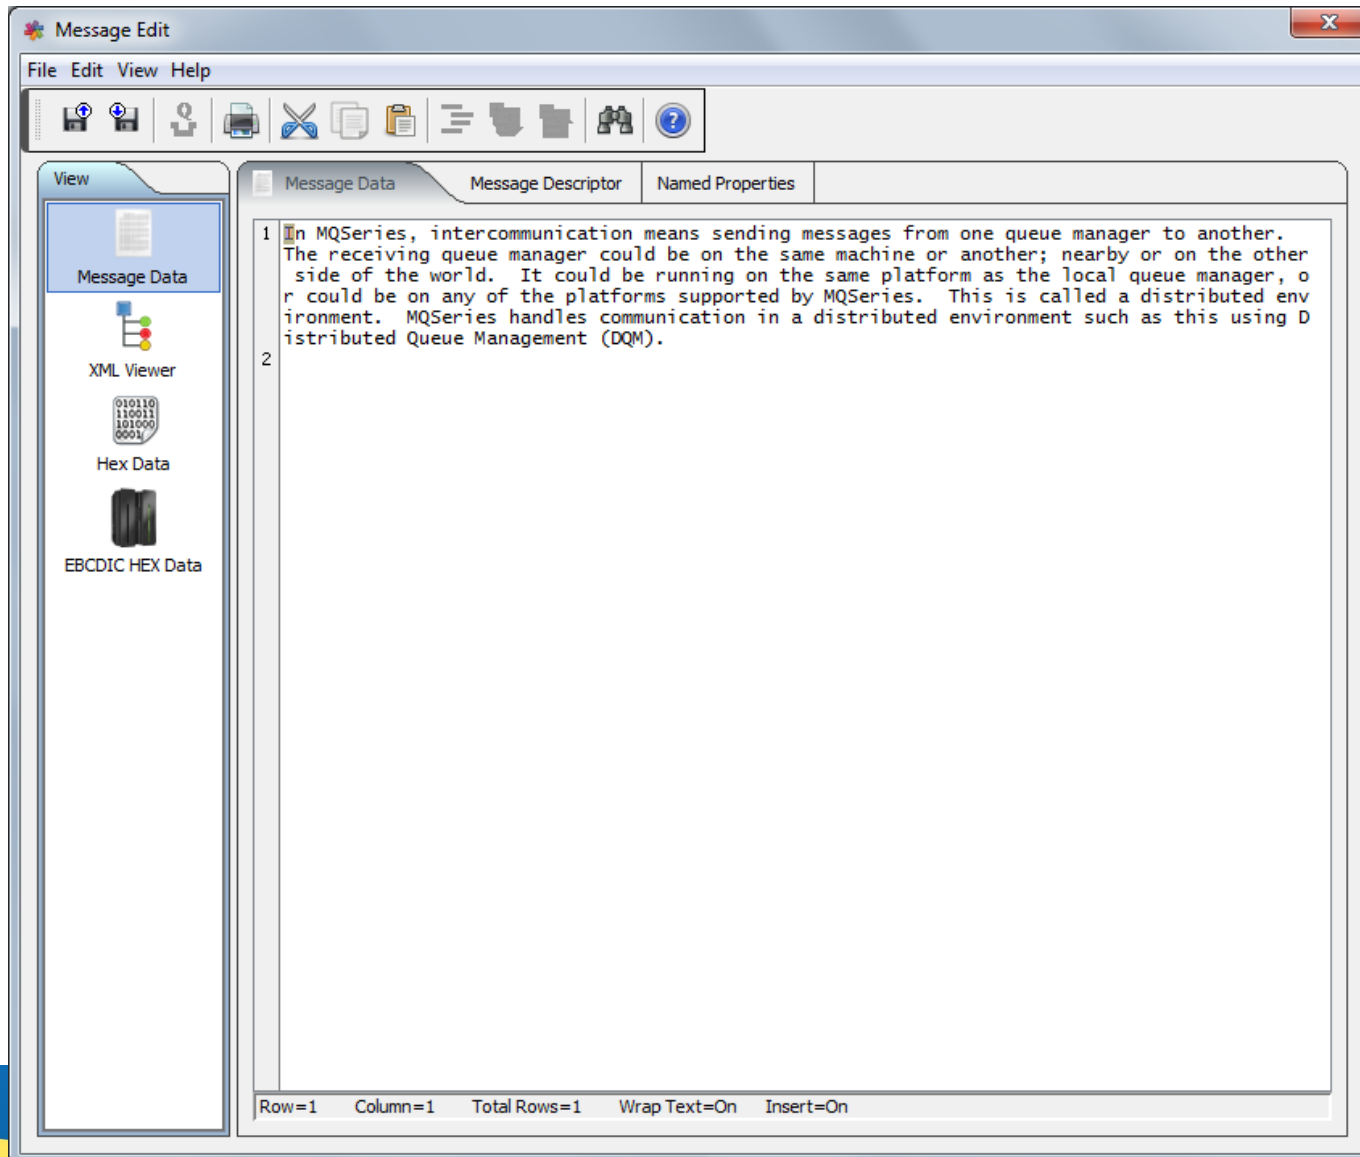 Message Edit
File Edit View Help
View
Message Data
XML Viewer
010110
110011
101000
0001
Hex Data
EBCDIC HEX Data
Message Data Message Descriptor Named Properties
1 In MQSeries, intercommunication means sending messages from one queue manager to another.
The receiving queue manager could be on the same machine or another; nearby or on the other
side of the world.  It could be running on the same platform as the local queue manager, o
r could be on any of the platforms supported by MQSeries.  This is called a distributed env
ironment.  MQSeries handles communication in a distributed environment such as this using D
istributed Queue Management (DQM).
2
Row=1 Column=1 Total Rows=1 Wrap Text=On Insert=On